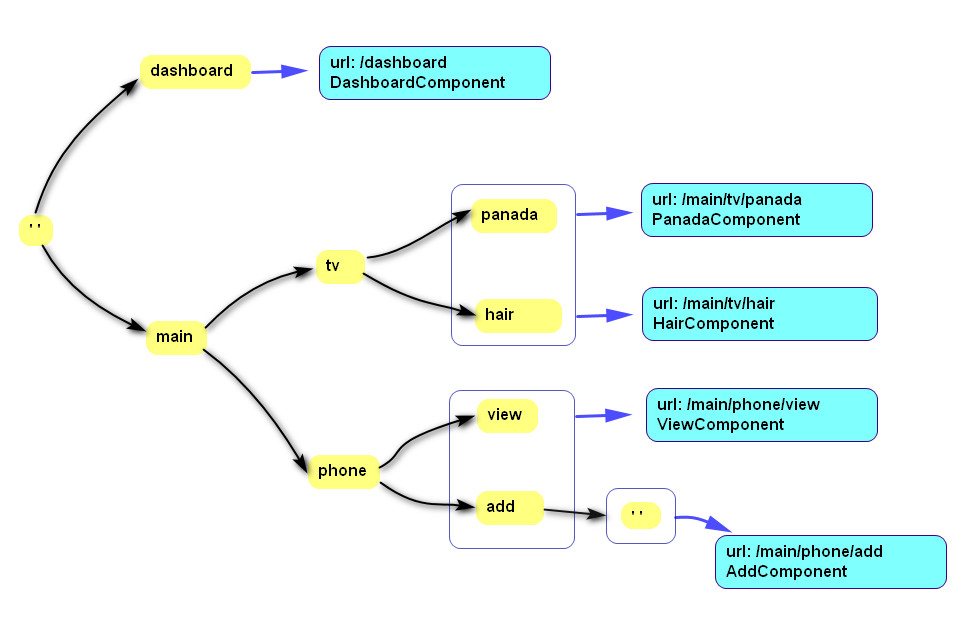 dashboard
url: /dashboard
DashboardComponent
' '
main
tv
panada
url: /main/tv/panada
PanadaComponent
hair
url: /main/tv/hair
HairComponent
phone
view
url: /main/phone/view
ViewComponent
add
' '
url: /main/phone/add
AddComponent